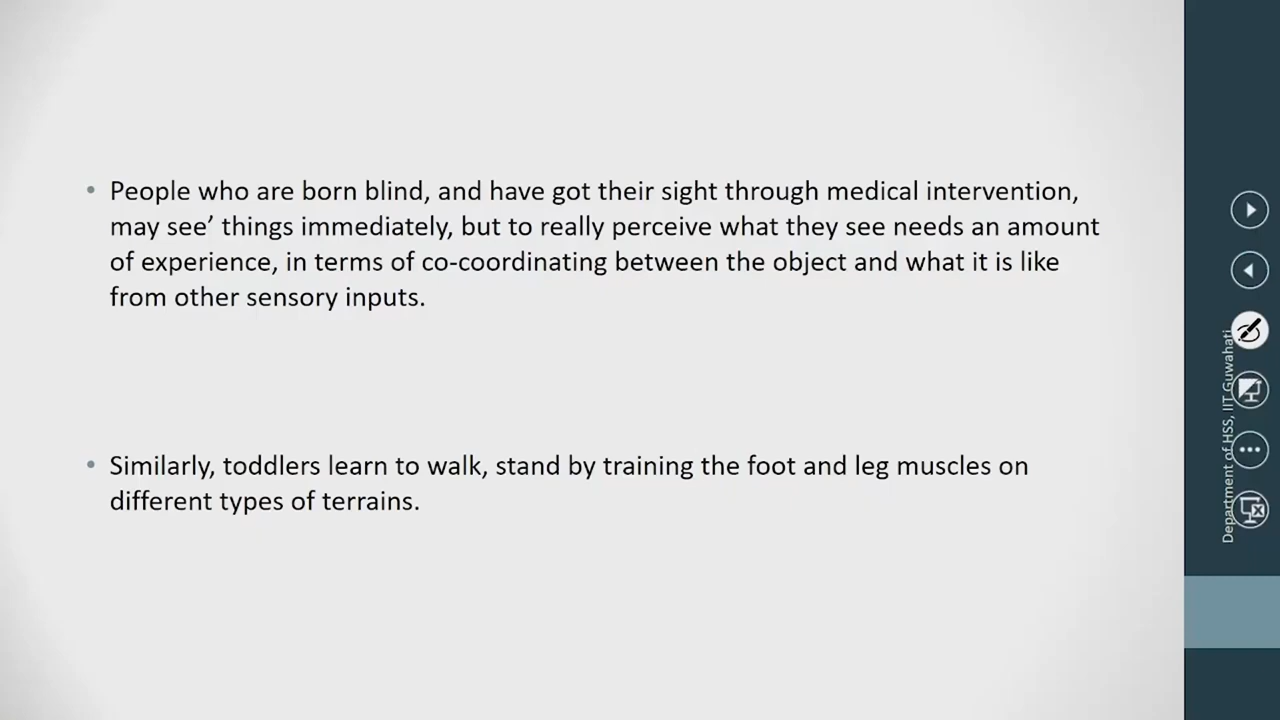 • People who are born blind, and have got their sight through medical intervention,
may see’ things immediately, but to really perceive what they see needs an amount
of experience, in terms of co-coordinating between the object and what it is like
from other sensory inputs.
• Similarly, toddlers learn to walk, stand by training the foot and leg muscles on
different types of terrains.
Department of HSS, IIT Guwahati